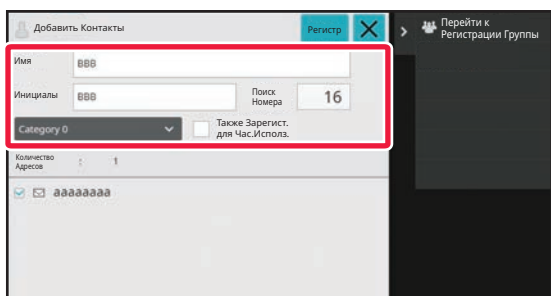 Добавить Контакты
Регистр
Перейти к
Регистрации Группы
Имя
BBB
Инициалы
BBB
Поиск
Номера
16
Category 0
Также Зарегист.
для Час.Исполз.
Количество
Адресов
:
1
aaaaaaaa